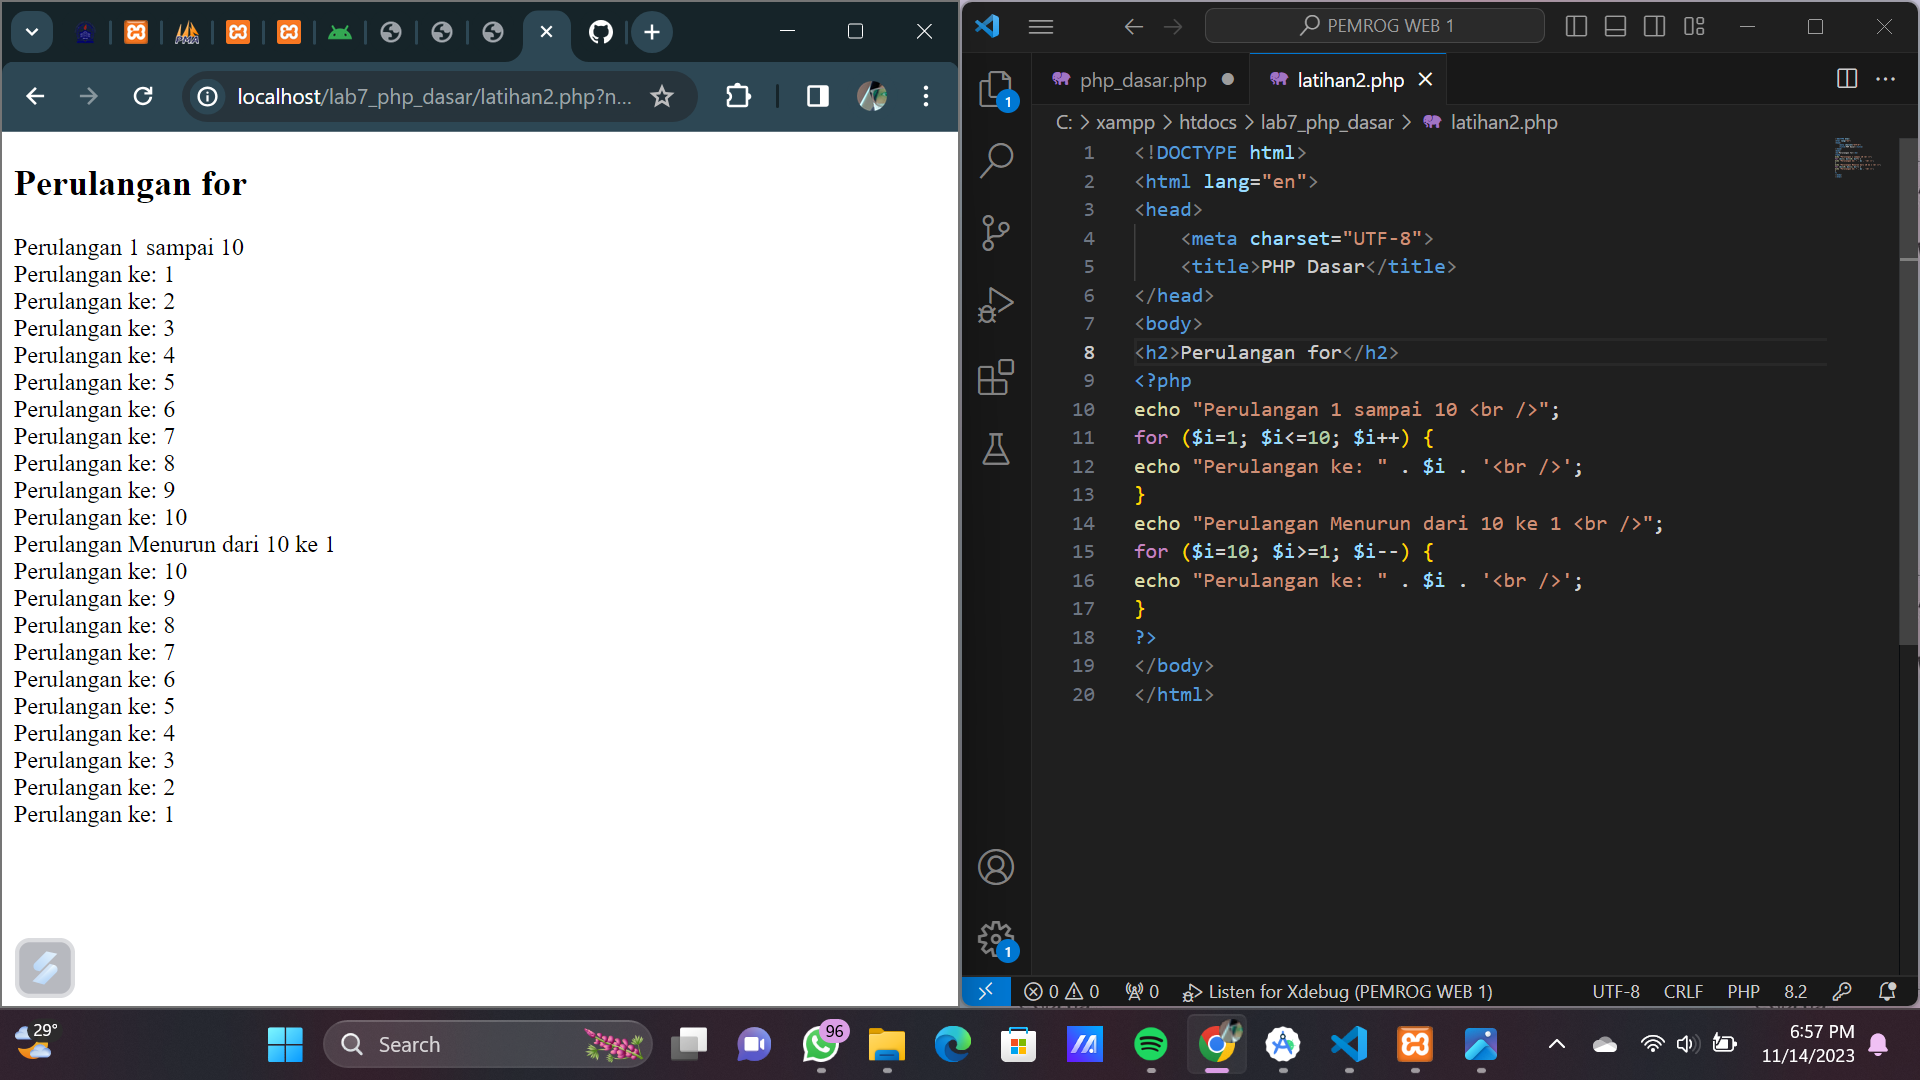 localhost/lab7_php_dasar/latihan2.php?n...
Perulangan for
Perulangan 1 sampai 10
Perulangan ke: 1
Perulangan ke: 2
Perulangan ke: 3
Perulangan ke: 4
Perulangan ke: 5
Perulangan ke: 6
Perulangan ke: 7
Perulangan ke: 8
Perulangan ke: 9
Perulangan ke: 10
Perulangan Menurun dari 10 ke 1
Perulangan ke: 10
Perulangan ke: 9
Perulangan ke: 8
Perulangan ke: 7
Perulangan ke: 6
Perulangan ke: 5
Perulangan ke: 4
Perulangan ke: 3
Perulangan ke: 2
Perulangan ke: 1
PEMROG WEB 1
php_dasar.php
latihan2.php
C: > xampp > htdocs > lab7_php_dasar > latihan2.php
1 <!DOCTYPE html>
2 <html lang="en">
3 <head>
4 <meta charset="UTF-8">
5 <title>PHP Dasar</title>
6 </head>
7 <body>
8 <h2>Perulangan for</h2>
9 <?php
10 echo "Perulangan 1 sampai 10 <br />";
11 for ($i=1; $i<=10; $i++) {
12 echo "Perulangan ke: " . $i . '<br />';
13 }
14 echo "Perulangan Menurun dari 10 ke 1 <br />";
15 for ($i=10; $i>=1; $i--) {
16 echo "Perulangan ke: " . $i . '<br />';
17 }
18 ?>
19 </body>
20 </html>
1
1
0 0 0 Listen for Xdebug (PEMROG WEB 1) UTF-8 CRLF PHP 8.2
29°
Search
96
6:57 PM
11/14/2023